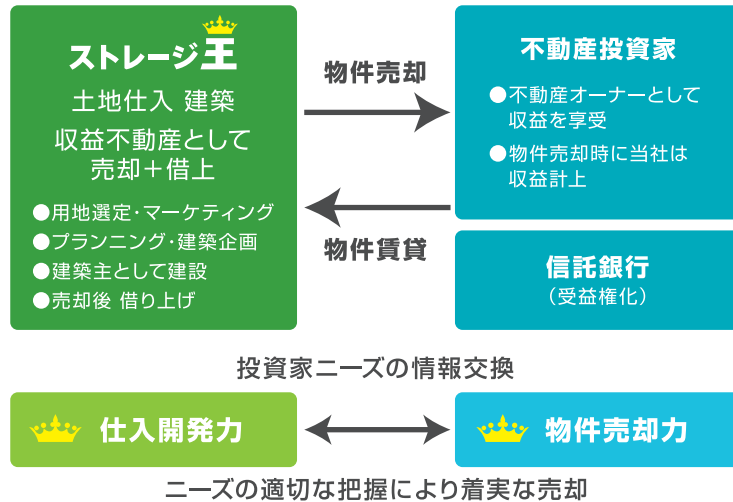 ストレージ王
土地仕入 建築
収益不動産として
売却＋借上
●用地選定・マーケティング
●プランニング・建築企画
●建築主として建設
●売却後 借り上げ
物件売却
物件賃貸
不動産投資家
●不動産オーナーとして
収益を享受
●物件売却時に当社は
収益計上
信託銀行
（受益権化）
投資家ニーズの情報交換
仕入開発力
物件売却力
ニーズの適切な把握により着実な売却